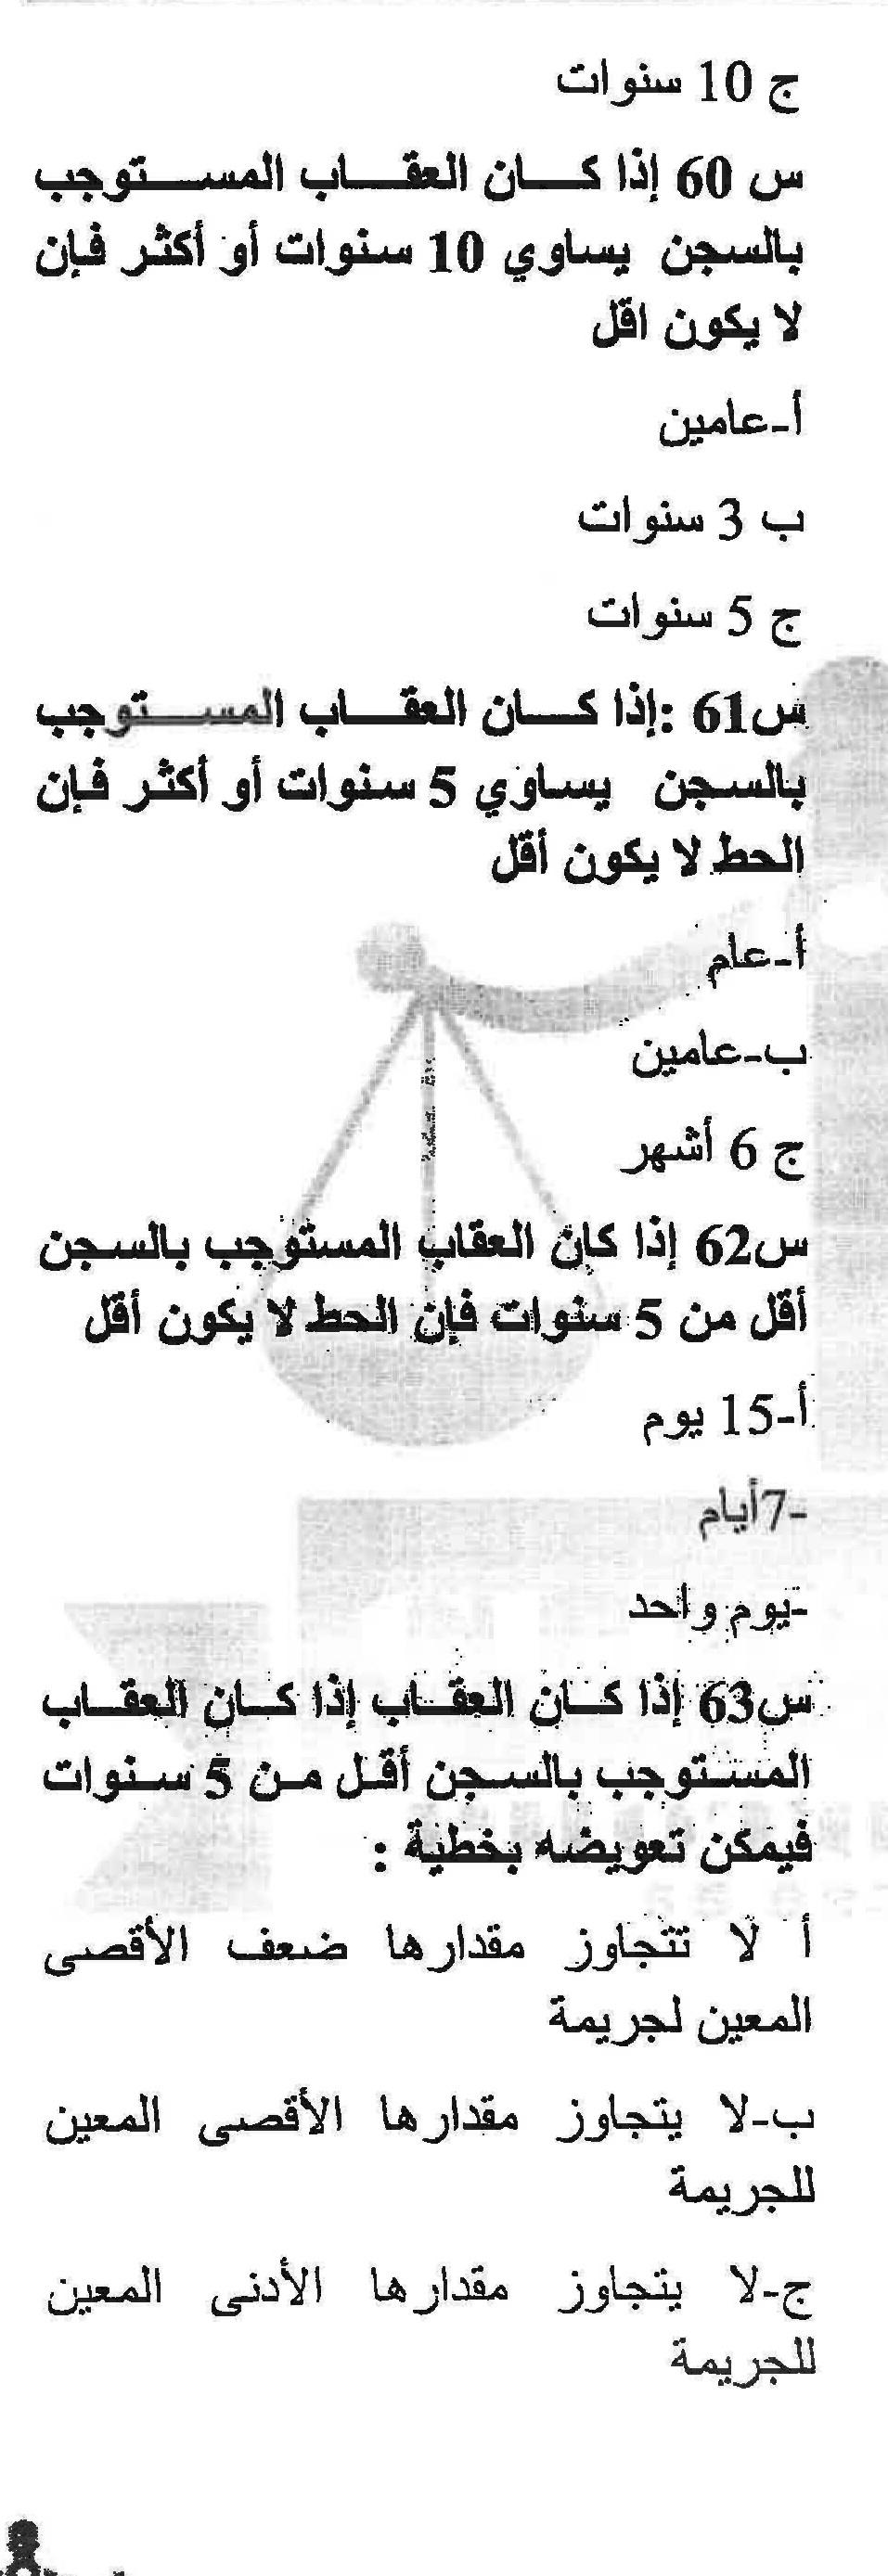 ج 10 سنوات
س 60 إذا كان العقاب المستوجب
بالسجن يساوي 10 سنوات أو أكثر فإن
لا يكون اقل
أ-عامين
ب 3 سنوات
ج 5 سنوات
س61 :إذا كان العقاب المستوجب
بالسجن يساوي 5 سنوات أو أكثر فإن
الحط لا يكون أقل
أ-عام
ب-عامين
ج 6 أشهر
س62 إذا كان العقاب المستوجب بالسجن
أقل من 5 سنوات فإن الحط لا يكون أقل
أ-15 يوم
-7أيام
-يوم واحد
س63 إذا كان العقاب إذا كان العقاب
المستوجب بالسجن أقل من 5 سنوات
فيمكن تعويضه بخطية :
أ لا تتجاوز مقدارها ضعف الأقصى
المعين لجريمة
ب-لا يتجاوز مقدارها الأقصى المعين
للجريمة
ج-لا يتجاوز مقدارها الأدنى المعين
للجريمة